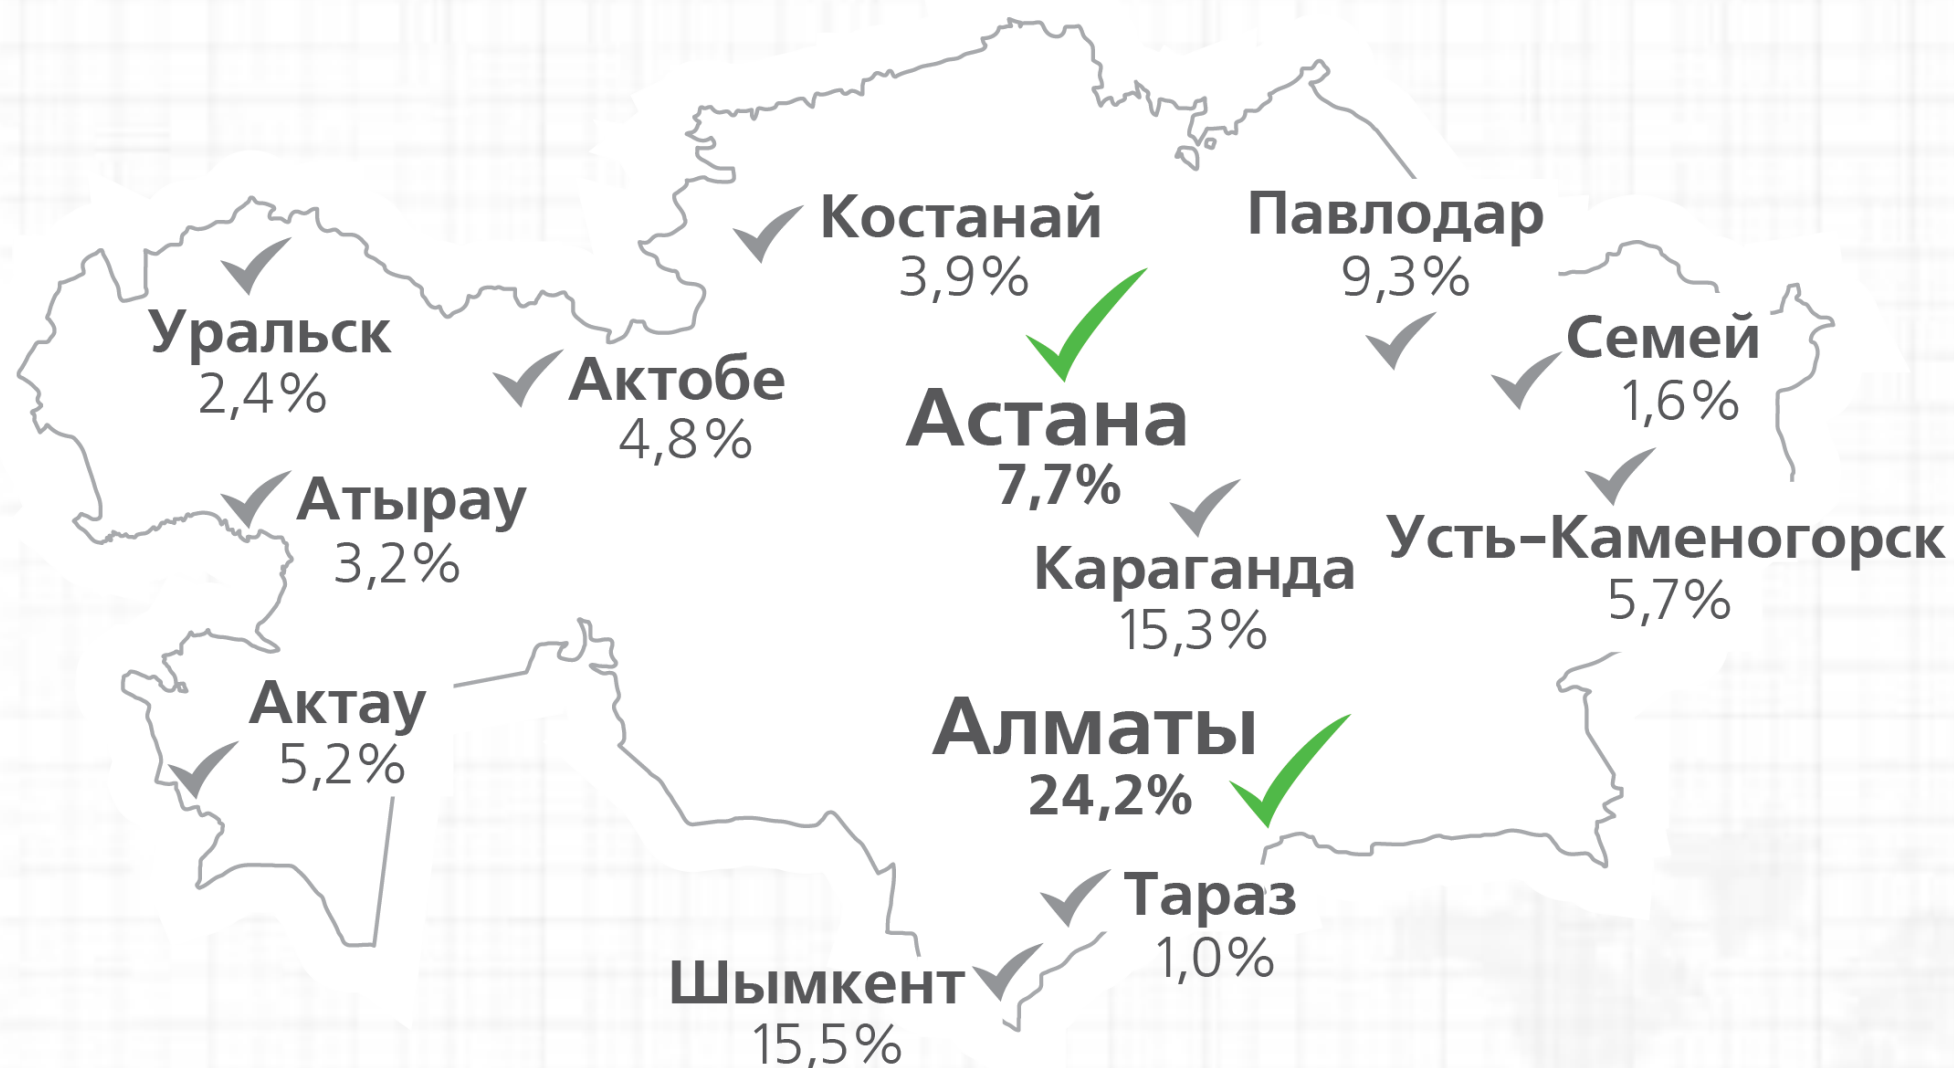 Костанай
3,9%
Павлодар
9,3%
Уральск
2,4%
Семей
1,6%
Актобе
4,8%
Астана
7,7%
Атырау
3,2%
Усть-Каменогорск
5,7%
Караганда
15,3%
Актау
5,2%
Алматы
24,2%
Тараз
1,0%
Шымкент
15,5%